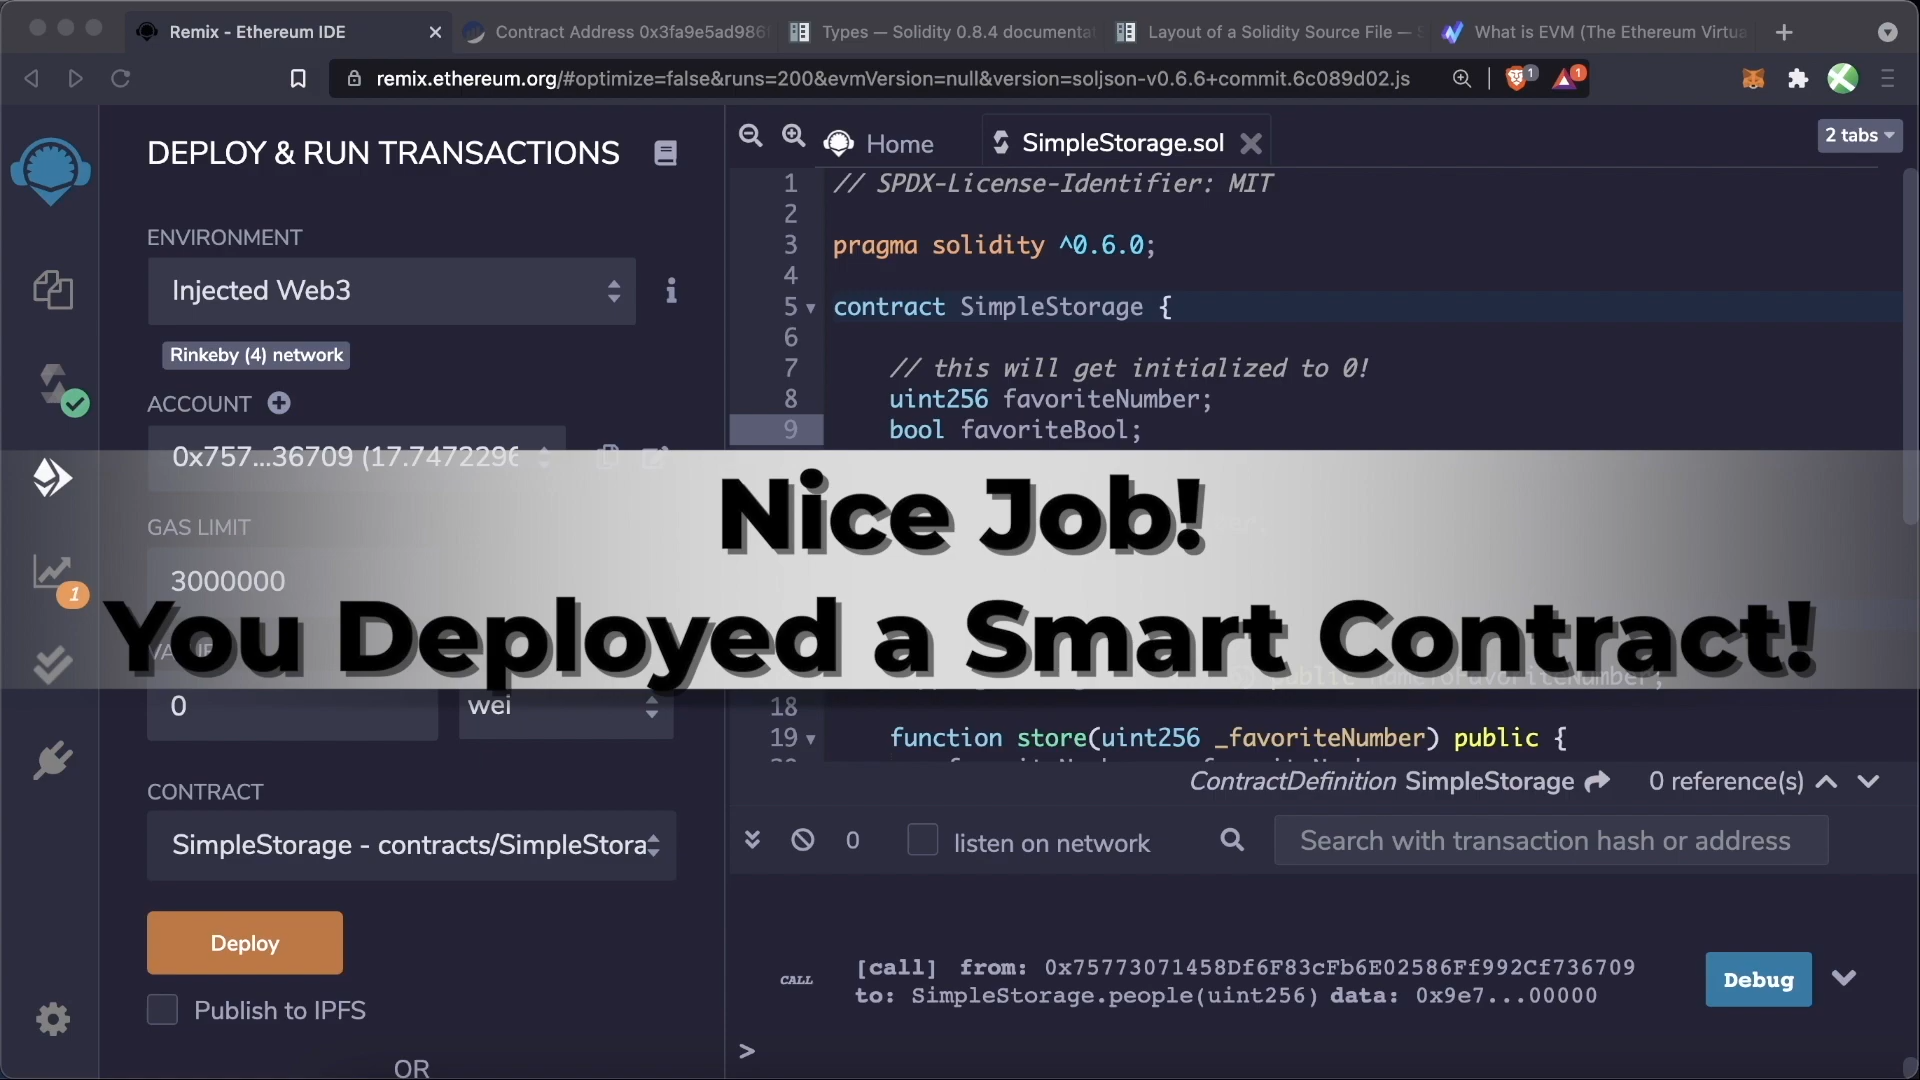 Remix - Ethereum IDE
Contract Address 0x3fa9e5ad986
Types — Solidity 0.8.4 documenta
Layout of a Solidity Source File —
What is EVM (The Ethereum Virtua
remix.ethereum.org/#optimize=false&runs=200&evmVersion=null&version=soljson-v0.6.6+commit.6c089d02.js
1
1
DEPLOY & RUN TRANSACTIONS
ENVIRONMENT
Injected Web3
Rinkeby (4) network
ACCOUNT
0x757...36709 (17.7472296
GAS LIMIT
3000000
1
VALUE
0
wei
CONTRACT
SimpleStorage - contracts/SimpleStora
Deploy
Publish to IPFS
OR
Home
SimpleStorage.sol
2 tabs
1 // SPDX-License-Identifier: MIT
2
3 pragma solidity ^0.6.0;
4
5 contract SimpleStorage {
6
7 // this will get initialized to 0!
8 uint256 favoriteNumber;
9 bool favoriteBool;
Nice Job!
You Deployed a Smart Contract!
public nameToFavoriteNumber;
18
19 function store(uint256 _favoriteNumber) public {
ContractDefinition SimpleStorage
0 reference(s)
0
listen on network
Search with transaction hash or address
CALL
[call] from: 0x75773071458Df6F83cFb6E02586Ff992Cf736709
to: SimpleStorage.people(uint256) data: 0x9e7...00000
Debug
>